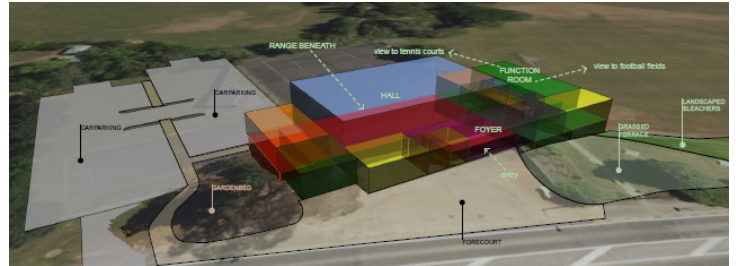 RANGE BENEATH
view to tennis courts
FUNCTION
ROOM
view to football fields
CARPARKING
HALL
LANDSCAPED
BLEACHERS
CARPARKING
FOYER
GRASSED
TERRACE
entry
GARDENBED
FORECOURT